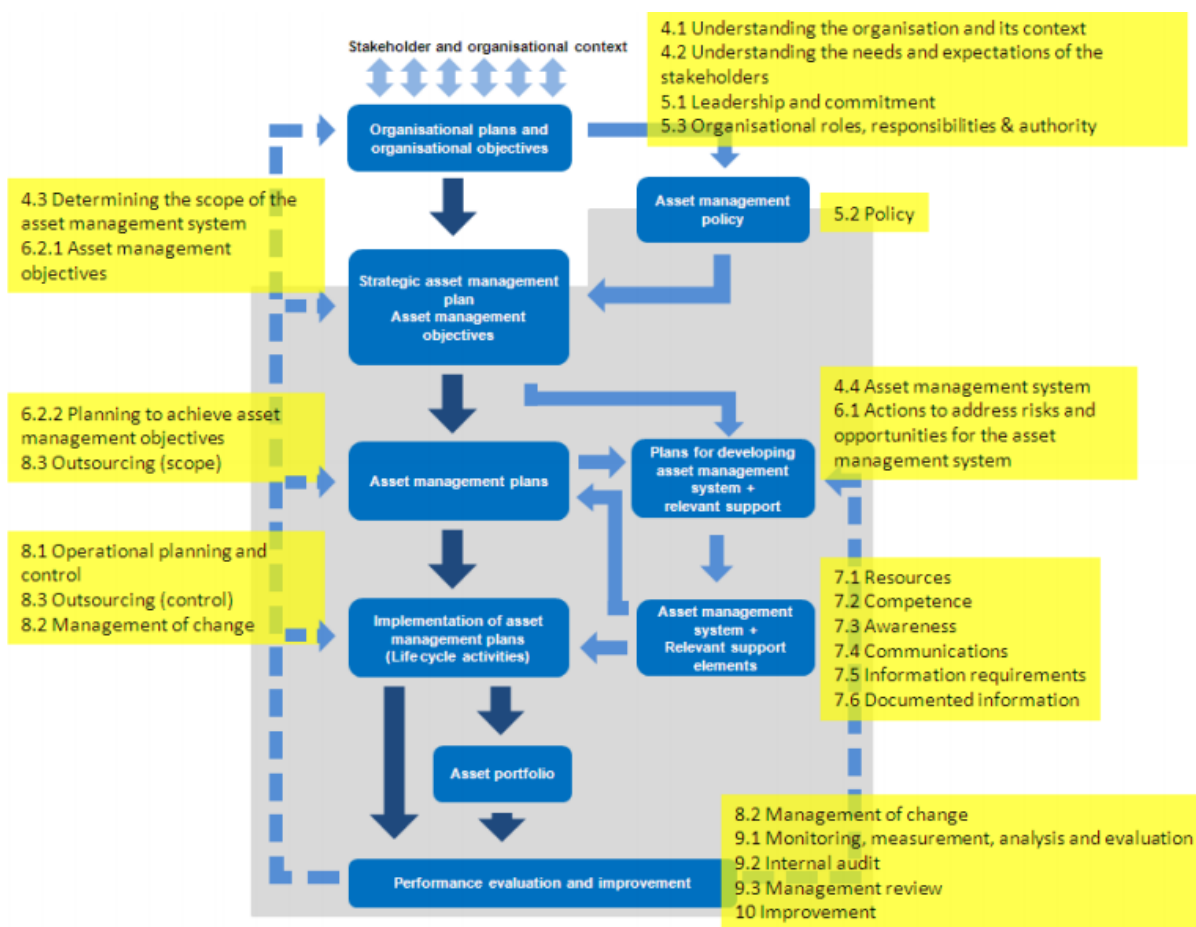 Stakeholder and organisational context
4.1 Understanding the organisation and its context
4.2 Understanding the needs and expectations of the
stakeholders
5.1 Leadership and commitment
5.3 Organisational roles, responsibilities & authority
Organisational plans and
organisational objectives
4.3 Determining the scope of the
asset management system
6.2.1 Asset management
objectives
Asset management
policy
5.2 Policy
Strategic asset management
plan
Asset management
objectives
6.2.2 Planning to achieve asset
management objectives
8.3 Outsourcing (scope)
4.4 Asset management system
6.1 Actions to address risks and
opportunities for the asset
management system
Asset management plans
Plans for developing
asset management
system +
relevant support
8.1 Operational planning and
control
8.3 Outsourcing (control)
8.2 Management of change
Implementation of asset
management plans
(Life cycle activities)
Asset management
system +
Relevant support
elements
7.1 Resources
7.2 Competence
7.3 Awareness
7.4 Communications
7.5 Information requirements
7.6 Documented information
Asset portfolio
8.2 Management of change
9.1 Monitoring, measurement, analysis and evaluation
9.2 Internal audit
9.3 Management review
10 Improvement
Performance evaluation and improvement